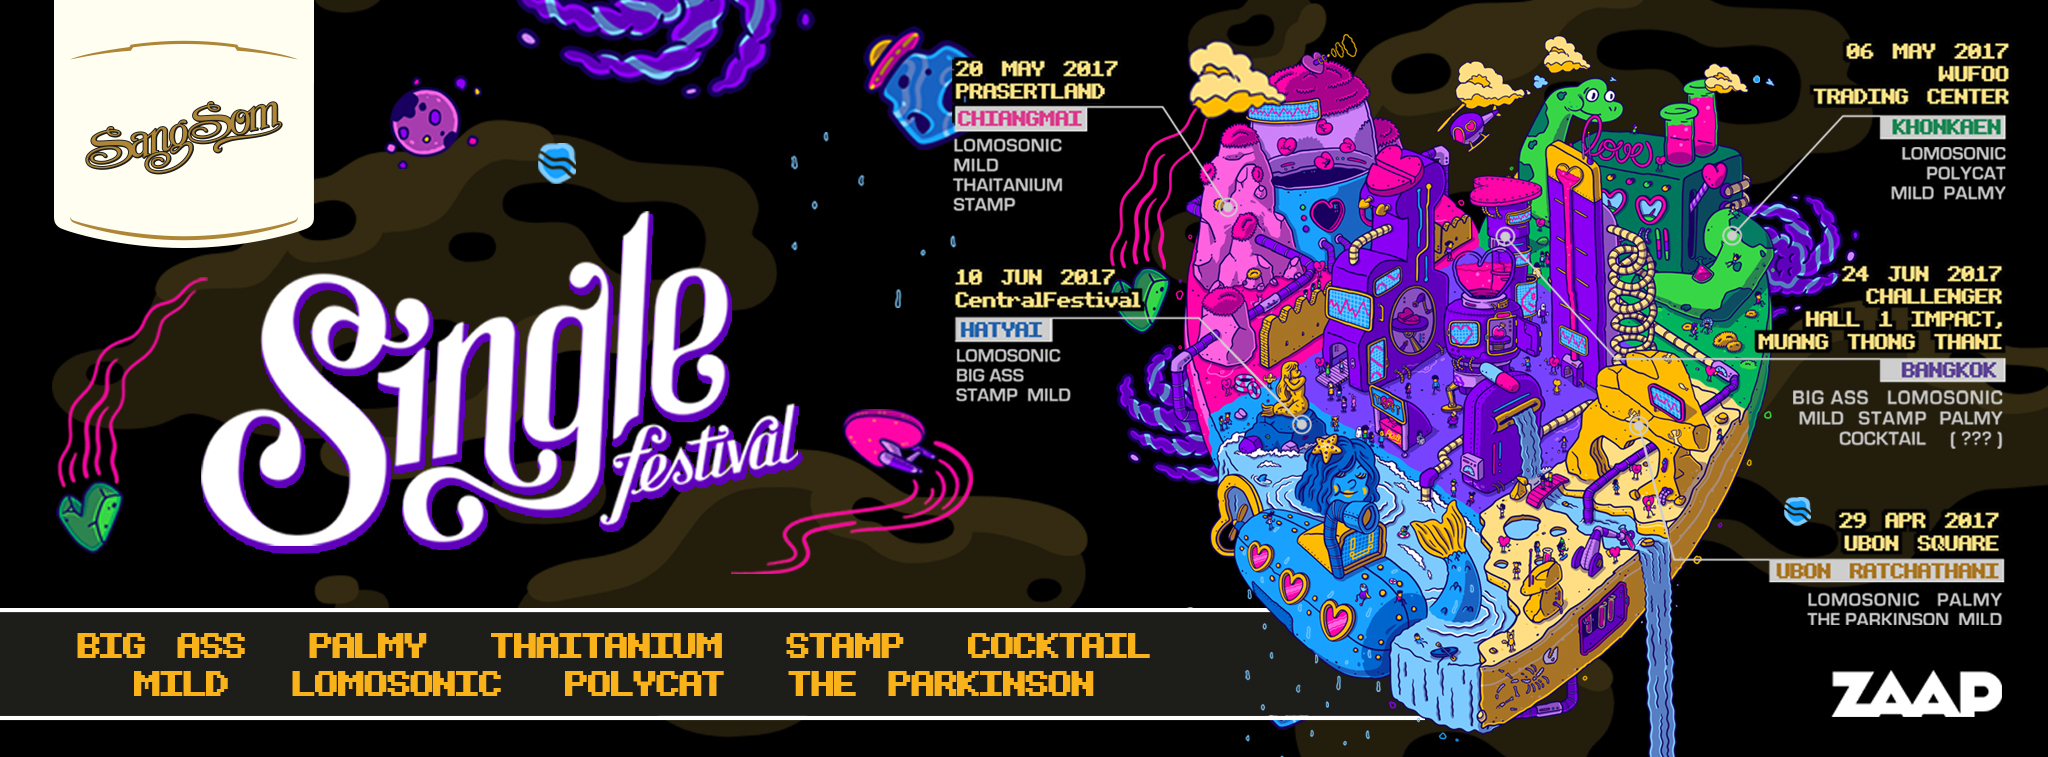 SangSom
Single
festival
20 MAY 2017
PRASERTLAND
CHIANGMAI
LOMOSONIC
MILD
THAITANIUM
STAMP
10 JUN 2017
CentralFestival
HATYAI
LOMOSONIC
BIG ASS
STAMP MILD
love
06 MAY 2017
WUFOO
TRADING CENTER
KHONKAEN
LOMOSONIC
POLYCAT
MILD PALMY
24 JUN 2017
CHALLENGER
HALL 1 IMPACT,
MUANG THONG THANI
BANGKOK
BIG ASS LOMOSONIC
MILD STAMP PALMY
COCKTAIL (???)
29 APR 2017
UBON SQUARE
UBON RATCHATHANI
LOMOSONIC PALMY
THE PARKINSON MILD
BIG ASS PALMY THAITANIUM STAMP COCKTAIL
MILD LOMOSONIC POLYCAT THE PARKINSON
ZAAP